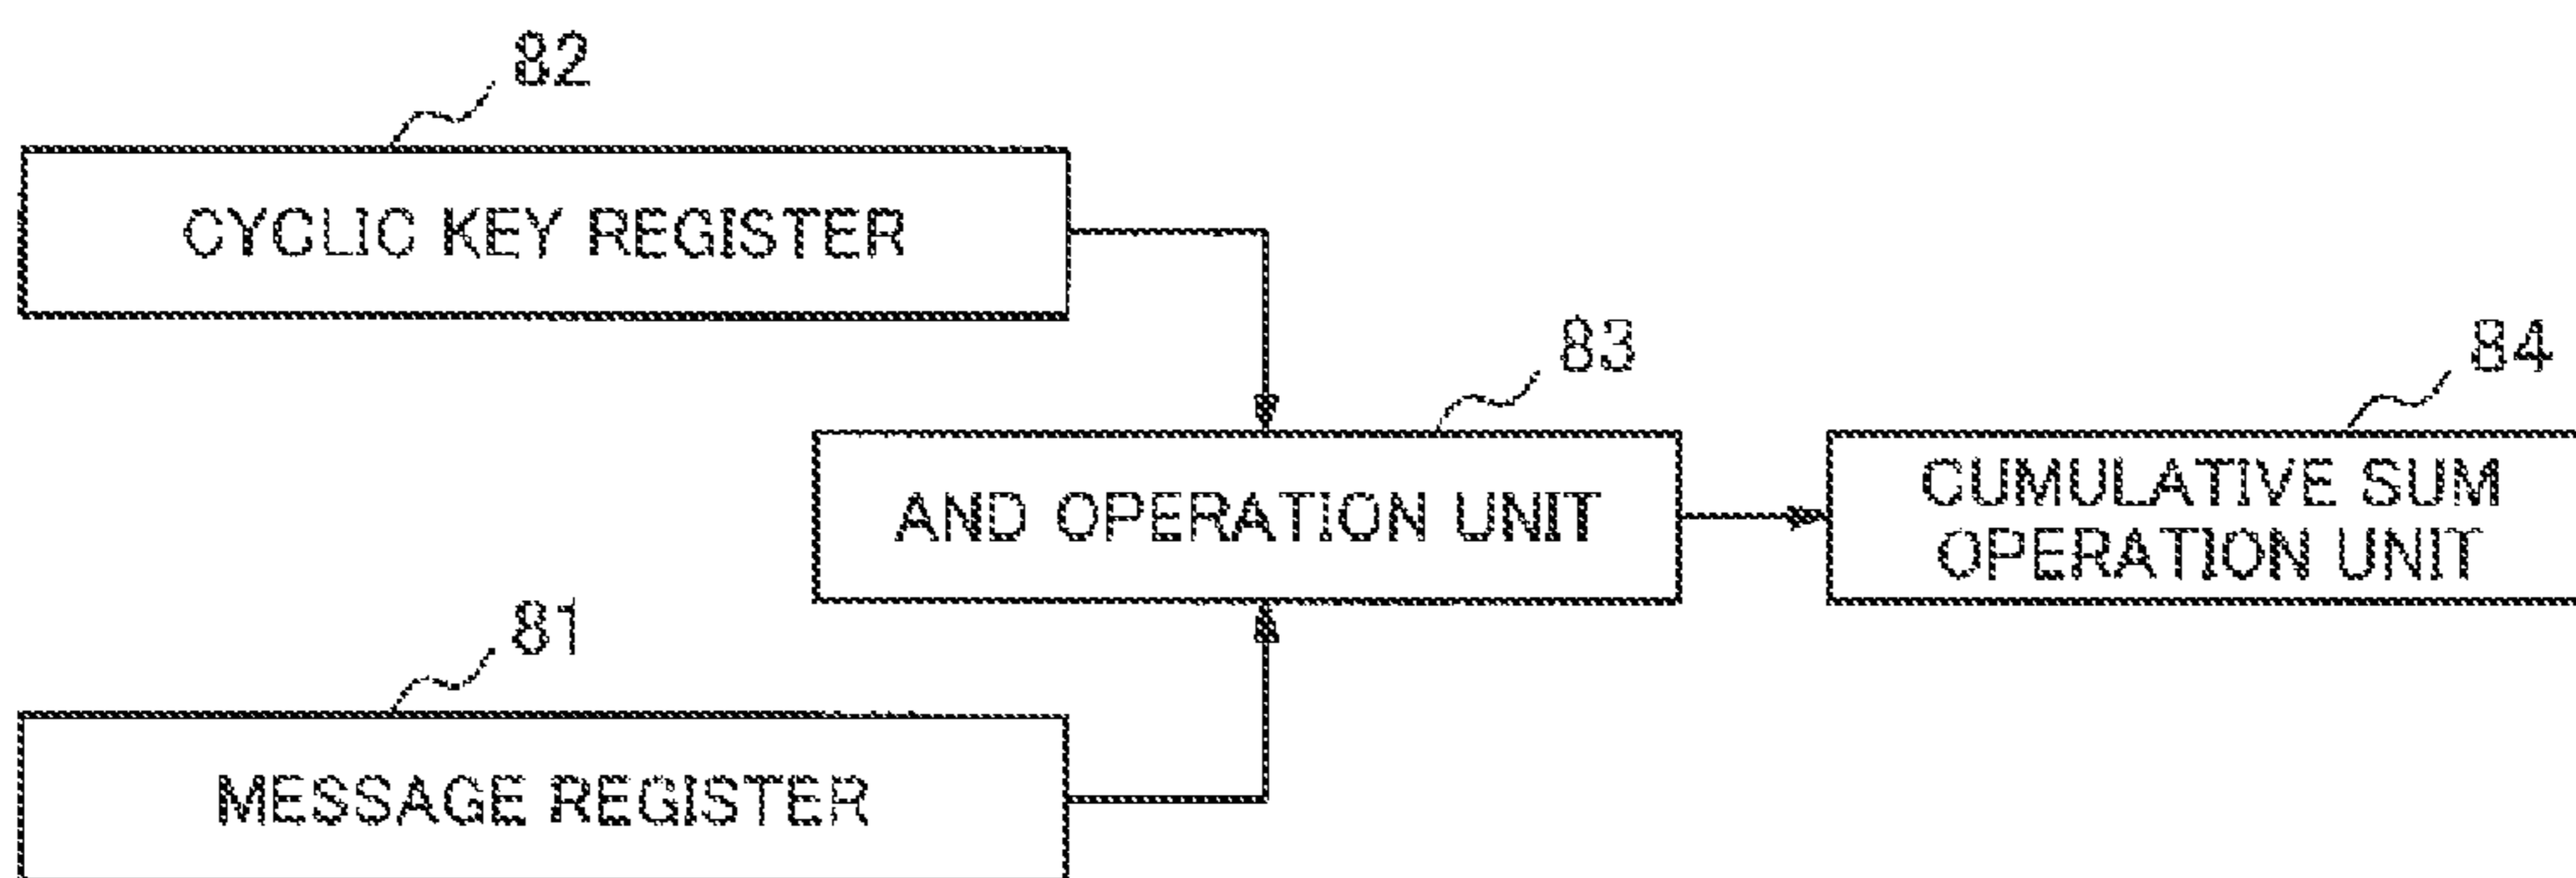 82
CYCLIC KEY REGISTER
83
84
AND OPERATION UNIT
CUMULATIVE SUM
OPERATION UNIT
81
MESSAGE REGISTER